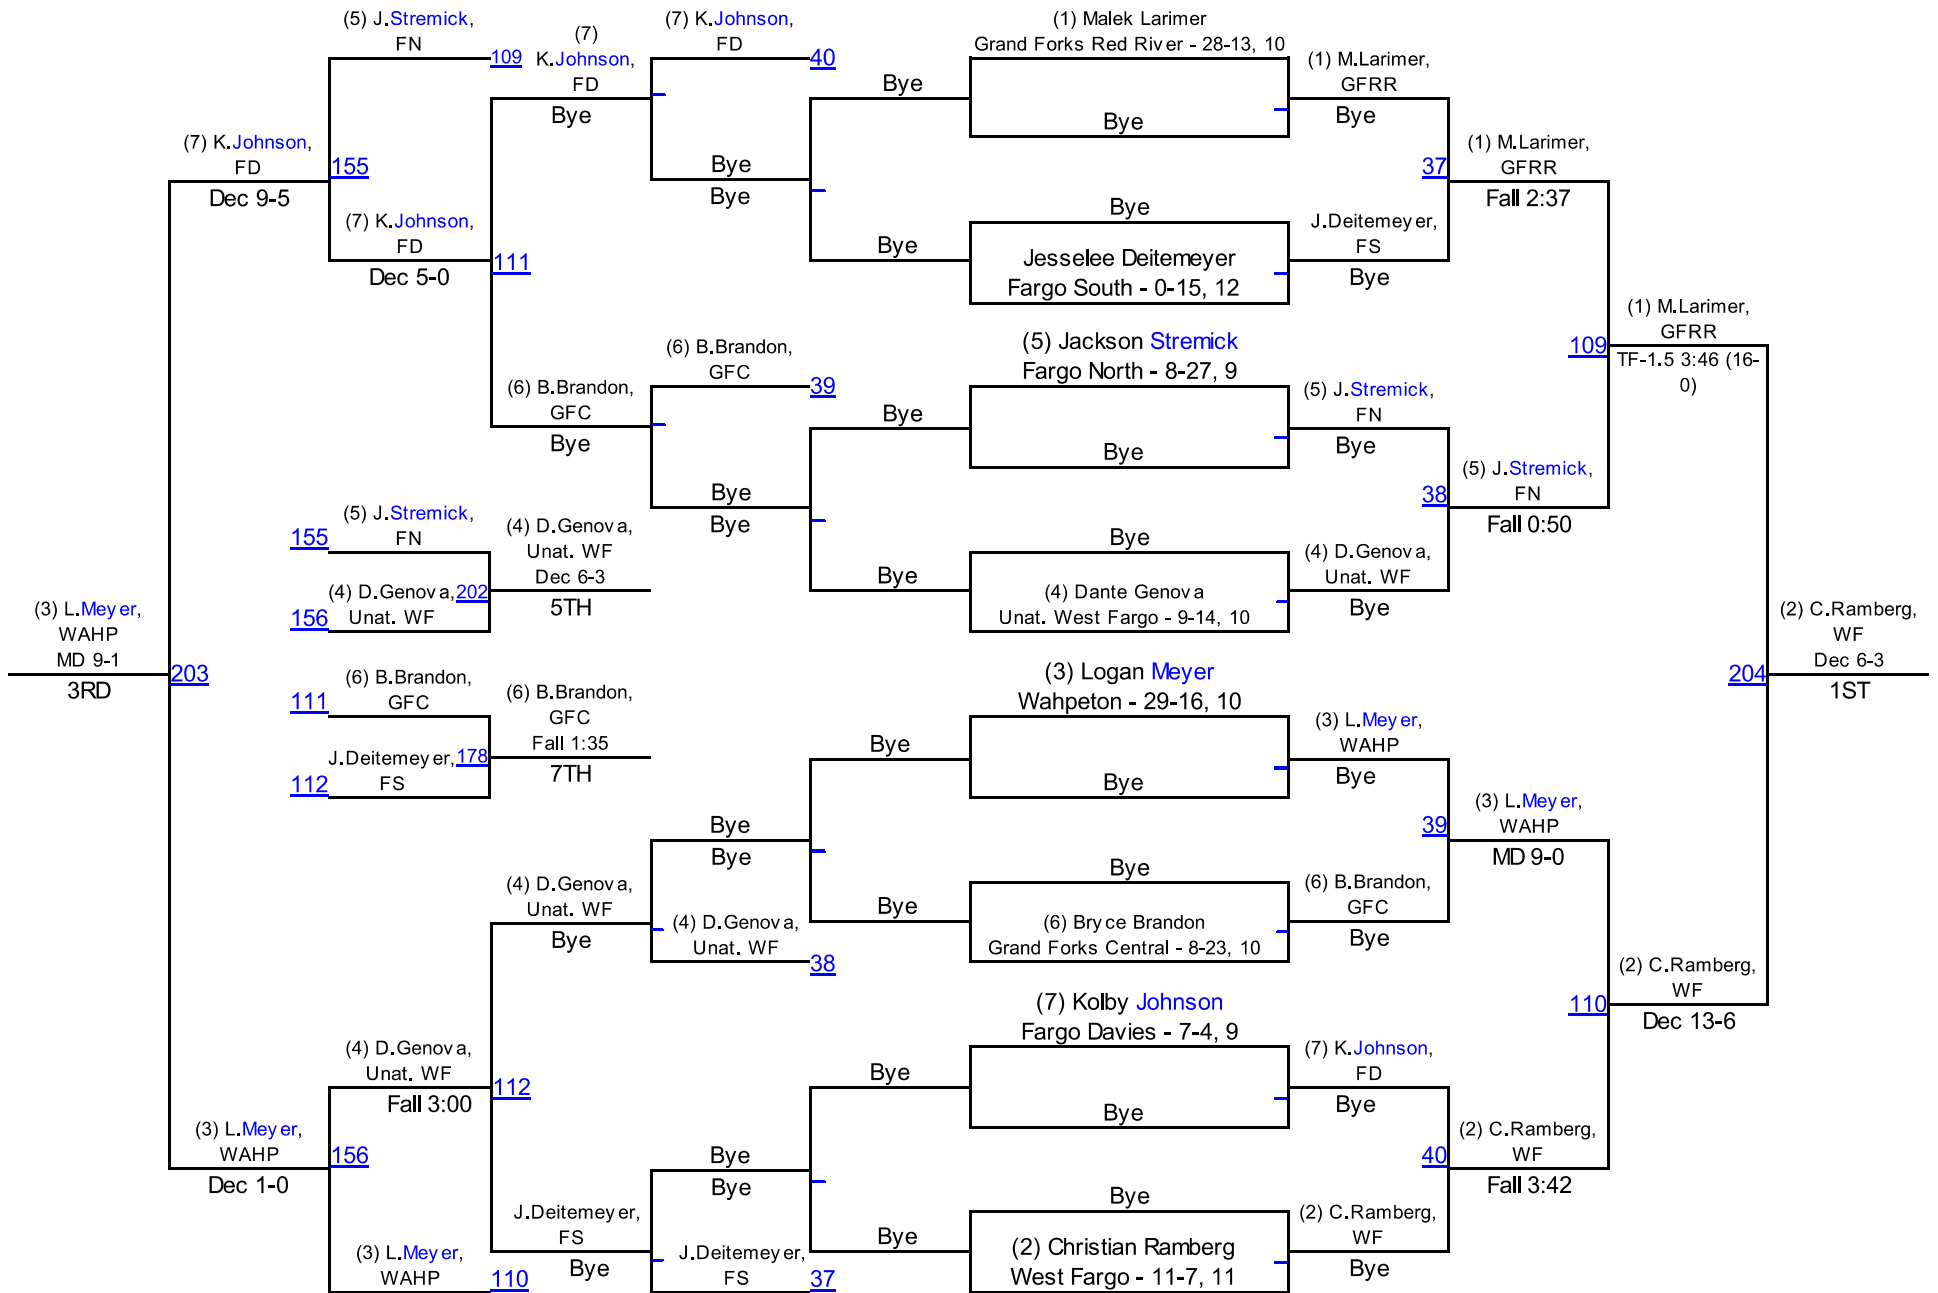 (5) J.Stremick,
FN
109
(7)
K.Johnson,
FD
Bye
(7) K.Johnson,
FD
40
(1) Malek Larimer
Grand Forks Red River - 28-13, 10
Bye
Bye
(1) M.Larimer,
GFRR
Bye
(7) K.Johnson,
FD
Dec 9-5
155
Bye
Bye
37
(1) M.Larimer,
GFRR
Fall 2:37
(7) K.Johnson,
FD
Dec 5-0
111
Bye
Bye
Jesselee Deitemeyer
Fargo South - 0-15, 12
J.Deitemeyer,
FS
Bye
(1) M.Larimer,
GFRR
TF-1.5 3:46 (16-
0)
109
(6) B.Brandon,
GFC
39
(5) Jackson Stremick
Fargo North - 8-27, 9
(6) B.Brandon,
GFC
Bye
Bye
Bye
(5) J.Stremick,
FN
Bye
Bye
Bye
38
(5) J.Stremick,
FN
Fall 0:50
155
(5) J.Stremick,
FN
(4) D.Genova,
Unat. WF
Dec 6-3
5TH
156
(4) D.Genova,
Unat. WF
202
Bye
Bye
(4) Dante Genova
Unat. West Fargo - 9-14, 10
(4) D.Genova,
Unat. WF
Bye
(3) L.Meyer,
WAHP
MD 9-1
3RD
203
204
(2) C.Ramberg,
WF
Dec 6-3
1ST
111
(6) B.Brandon,
GFC
(6) B.Brandon,
GFC
Fall 1:35
7TH
112
J.Deitemeyer,
FS
178
(3) Logan Meyer
Wahpeton - 29-16, 10
Bye
Bye
(3) L.Meyer,
WAHP
Bye
Bye
Bye
39
(3) L.Meyer,
WAHP
MD 9-0
(4) D.Genova,
Unat. WF
Bye
(4) D.Genova,
Unat. WF
38
Bye
Bye
(6) Bryce Brandon
Grand Forks Central - 8-23, 10
(6) B.Brandon,
GFC
Bye
110
(2) C.Ramberg,
WF
Dec 13-6
(7) Kolby Johnson
Fargo Davies - 7-4, 9
(4) D.Genova,
Unat. WF
Fall 3:00
112
Bye
Bye
(7) K.Johnson,
FD
Bye
(3) L.Meyer,
WAHP
Dec 1-0
156
Bye
Bye
40
(2) C.Ramberg,
WF
Fall 3:42
(3) L.Meyer,
WAHP
110
J.Deitemeyer,
FS
Bye
J.Deitemeyer,
FS
37
Bye
Bye
(2) Christian Ramberg
West Fargo - 11-7, 11
(2) C.Ramberg,
WF
Bye